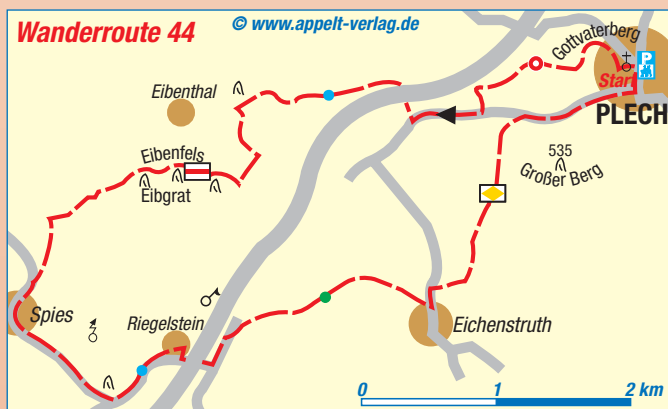 Wanderroute 44
© www.appelt-verlag.de
Gottvaterberg
P
Start
PLECH
Eibenthal
Eibenfels
Eibgrat
535
Großer Berg
Spies
Riegelstein
Eichenstruth
0 1 2 km